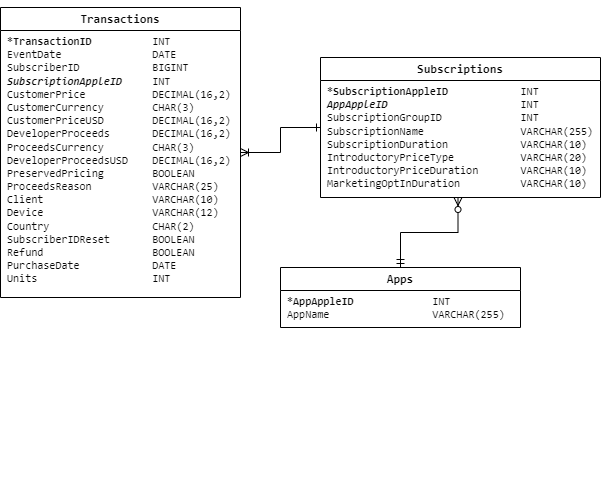 Transactions
*TransactionID INT
EventDate DATE
SubscriberID BIGINT
SubscriptionAppleID INT
CustomerPrice DECIMAL(16,2)
CustomerCurrency CHAR(3)
CustomerPriceUSD DECIMAL(16,2)
DeveloperProceeds DECIMAL(16,2)
ProceedsCurrency CHAR(3)
DeveloperProceedsUSD DECIMAL(16,2)
PreservedPricing BOOLEAN
ProceedsReason VARCHAR(25)
Client VARCHAR(10)
Device VARCHAR(12)
Country CHAR(2)
SubscriberIDReset BOOLEAN
Refund BOOLEAN
PurchaseDate DATE
Units INT
Subscriptions
*SubscriptionAppleID INT
AppAppleID INT
SubscriptionGroupID INT
SubscriptionName VARCHAR(255)
SubscriptionDuration VARCHAR(10)
IntroductoryPriceType VARCHAR(20)
IntroductoryPriceDuration VARCHAR(10)
MarketingOptInDuration VARCHAR(10)
Apps
*AppAppleID INT
AppName VARCHAR(255)